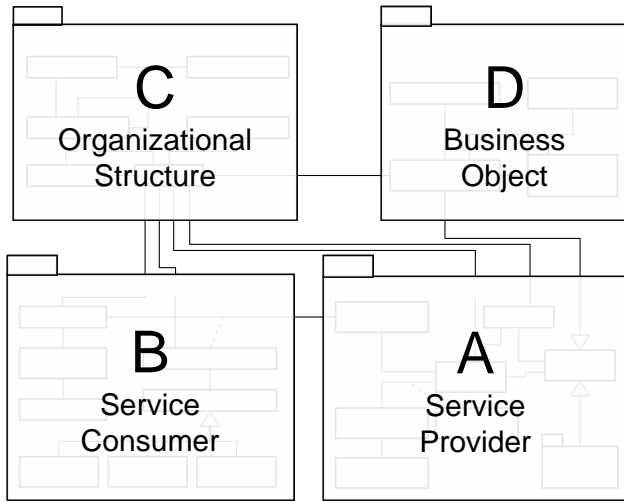 C
Organizational
Structure
D
Business
Object
B
Service
Consumer
A
Service
Provider